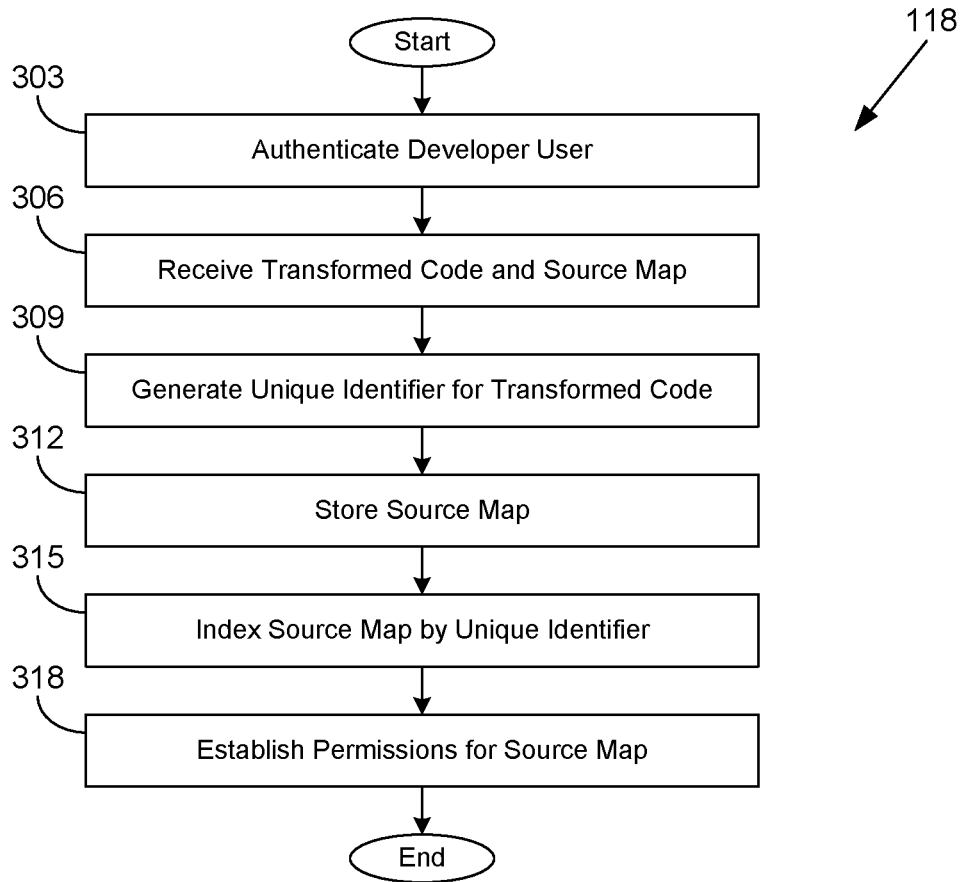 118
Start
303
Authenticate Developer User
306
Receive Transformed Code and Source Map
309
Generate Unique Identifier for Transformed Code
312
Store Source Map
315
Index Source Map by Unique Identifier
318
Establish Permissions for Source Map
End